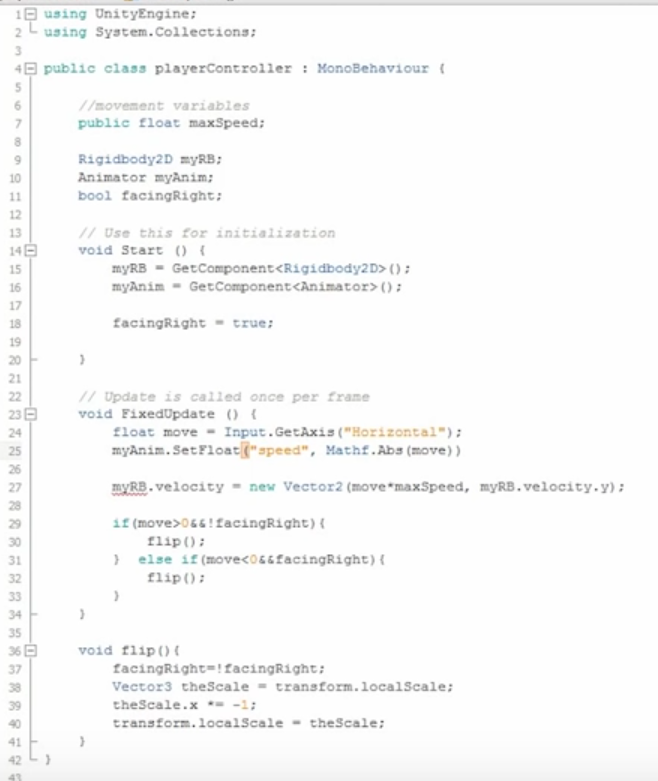 1 using UnityEngine;
2 using System.Collections;
3
4 public class playerController : MonoBehaviour {
5
6 //movement variables
7 public float maxSpeed;
8
9 Rigidbody2D myRB;
10 Animator myAnim;
11 bool facingRight;
12
13 // Use this for initialization
14 void Start () {
15 myRB = GetComponent<Rigidbody2D>();
16 myAnim = GetComponent<Animator>();
17
18 facingRight = true;
19
20 }
21
22 // Update is called once per frame
23 void FixedUpdate () {
24 float move = Input.GetAxis("Horizontal");
25 myAnim.SetFloat("speed", Mathf.Abs(move))
26
27 myRB.velocity = new Vector2(move*maxSpeed, myRB.velocity.y);
28
29 if(move>0&&!facingRight){
30 flip();
31 } else if(move<0&&facingRight){
32 flip();
33 }
34 }
35
36 void flip(){
37 facingRight=!facingRight;
38 Vector3 theScale = transform.localScale;
39 theScale.x *= -1;
40 transform.localScale = theScale;
41 }
42 }
43